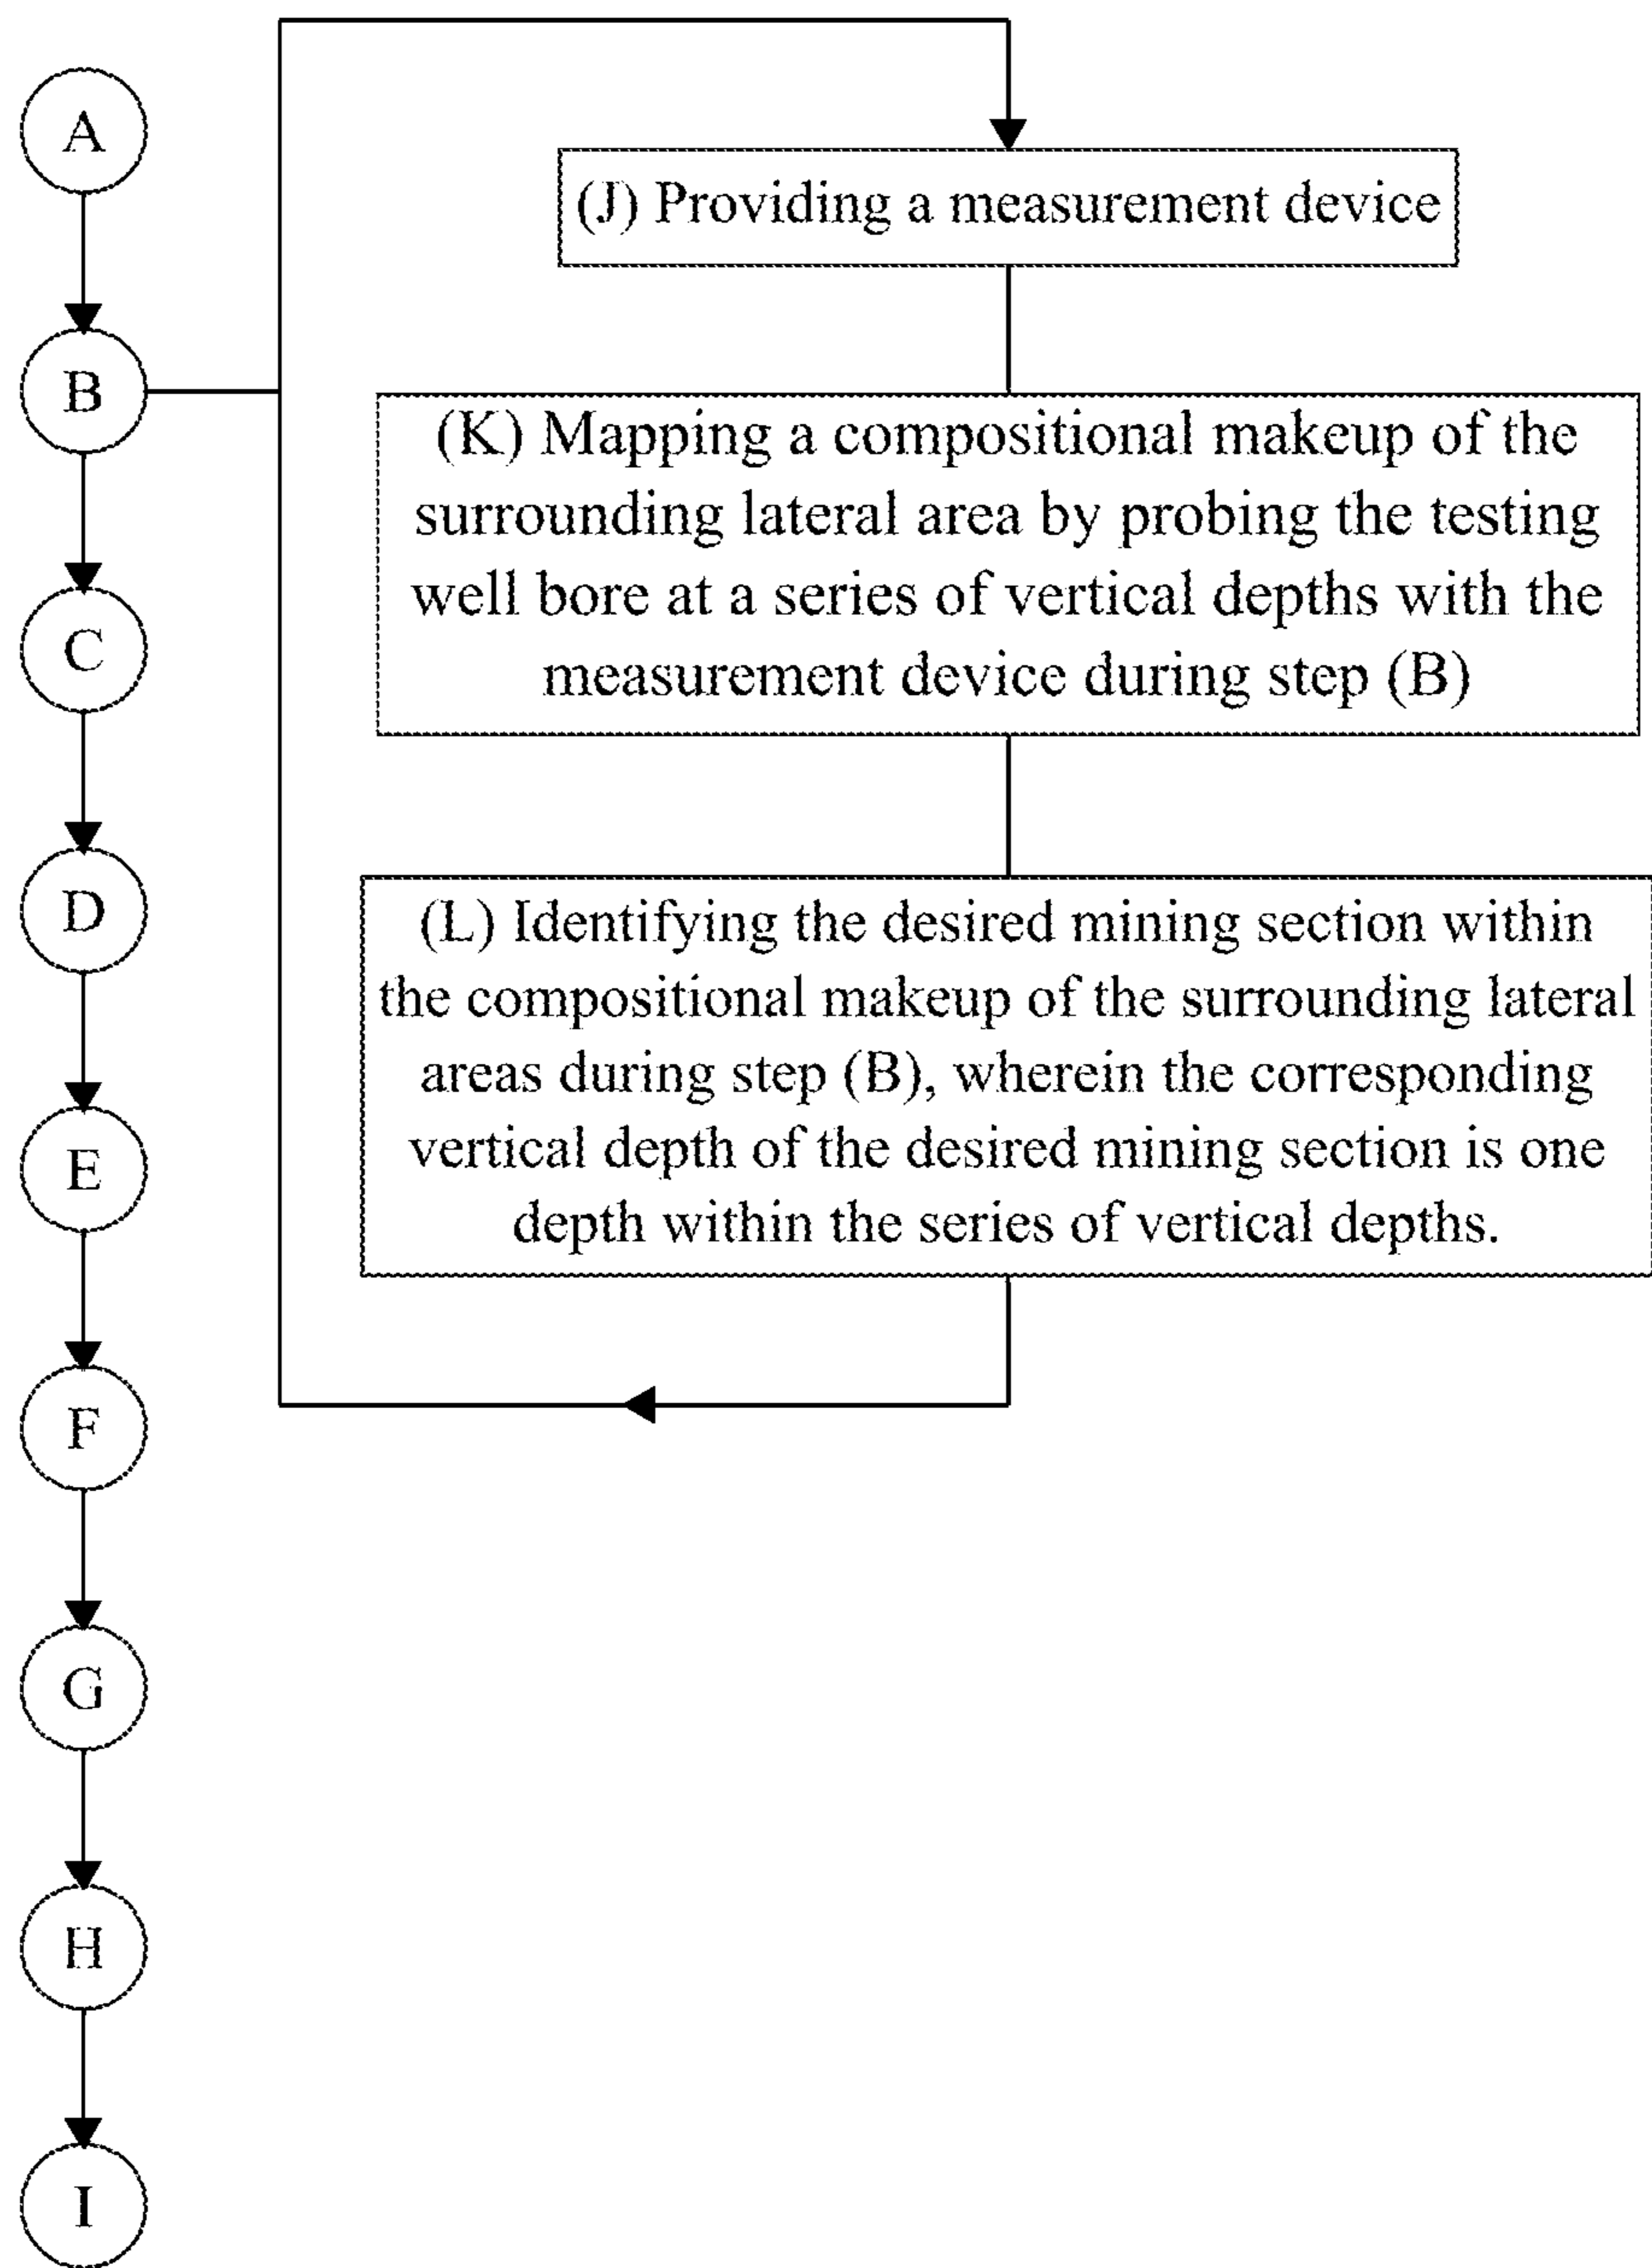 A
B
C
D
E
F
G
H
I
(J) Providing a measurement device
(K) Mapping a compositional makeup of the
surrounding lateral area by probing the testing
well bore at a series of vertical depths with the
measurement device during step (B)
(L) Identifying the desired mining section within
the compositional makeup of the surrounding lateral
areas during step (B), wherein the corresponding
vertical depth of the desired mining section is one
depth within the series of vertical depths.